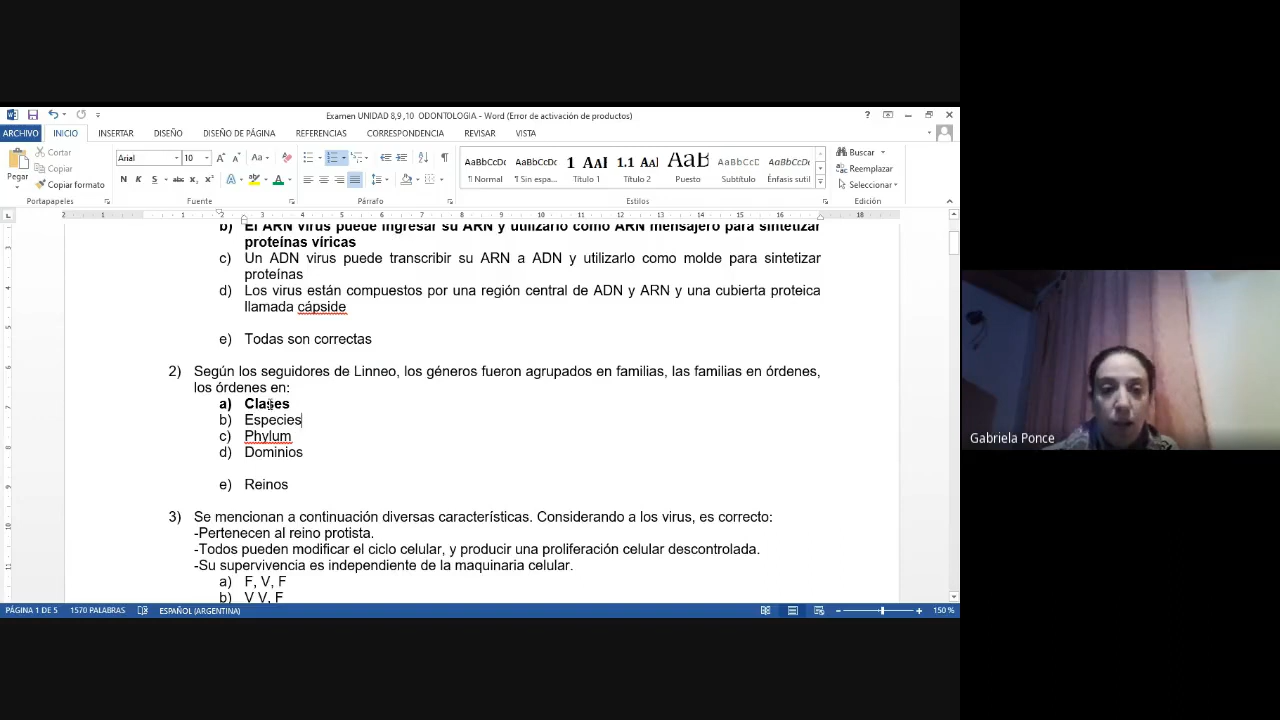 Examen UNIDAD 8,9 ,10 ODONTOLOGIA - Word (Error de activación de productos)
ARCHIVO INICIO INSERTAR DISEÑO DISEÑO DE PÁGINA REFERENCIAS CORRESPONDENCIA REVISAR VISTA
Pegar
Cortar
Copiar
Copiar formato
Portapapeles
Arial 10
N K S abc x₂ x²
Fuente
Párrafo
AaBbCcDc AaBbCcDc 1 AaI 1.1 AaI AaB AaBbCcD AaBbCcDc
¶ Normal ¶ Sin espa... Título 1 Título 2 Puesto Subtítulo Énfasis sutil
Estilos
Buscar
Reemplazar
Seleccionar
Edición
b) El ARN virus puede ingresar su ARN y utilizarlo como ARN mensajero para sintetizar
proteínas víricas
c) Un ADN virus puede transcribir su ARN a ADN y utilizarlo como molde para sintetizar
proteínas
d) Los virus están compuestos por una región central de ADN y ARN y una cubierta proteica
llamada cápside
e) Todas son correctas
2) Según los seguidores de Linneo, los géneros fueron agrupados en familias, las familias en órdenes,
los órdenes en:
a) Clases
b) Especies
c) Phylum
d) Dominios
e) Reinos
3) Se mencionan a continuación diversas características. Considerando a los virus, es correcto:
-Pertenecen al reino protista.
-Todos pueden modificar el ciclo celular, y producir una proliferación celular descontrolada.
-Su supervivencia es independiente de la maquinaria celular.
a) F, V, F
b) V V, F
PÁGINA 1 DE 5 1570 PALABRAS ESPAÑOL (ARGENTINA) 150 %
Gabriela Ponce